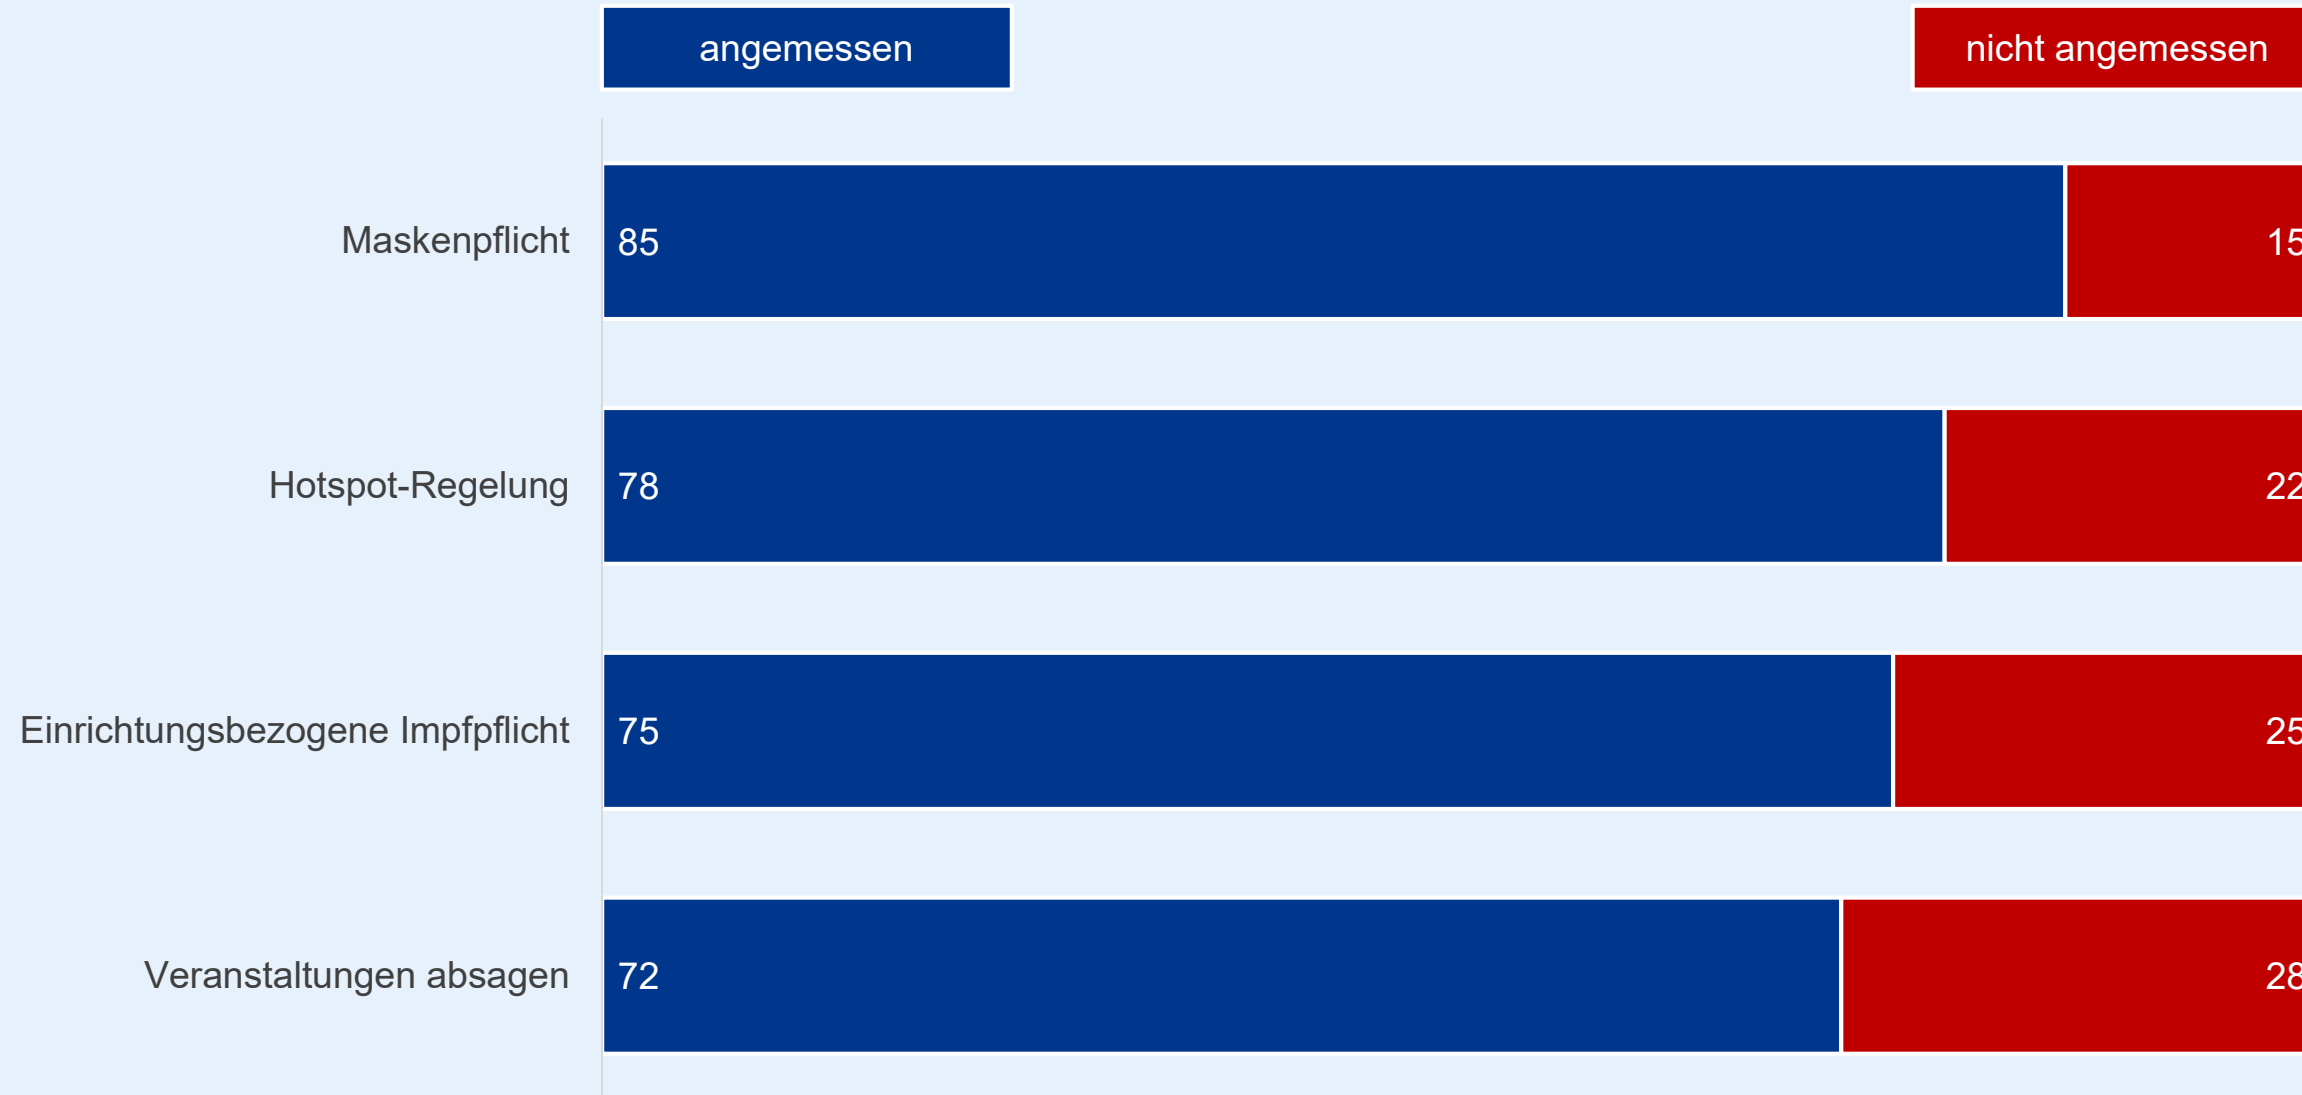 angemessen nicht angemessen
Maskenpflicht 85 15
Hotspot-Regelung 78 22
Einrichtungsbezogene Impfpflicht 75 25
Veranstaltungen absagen 72 28